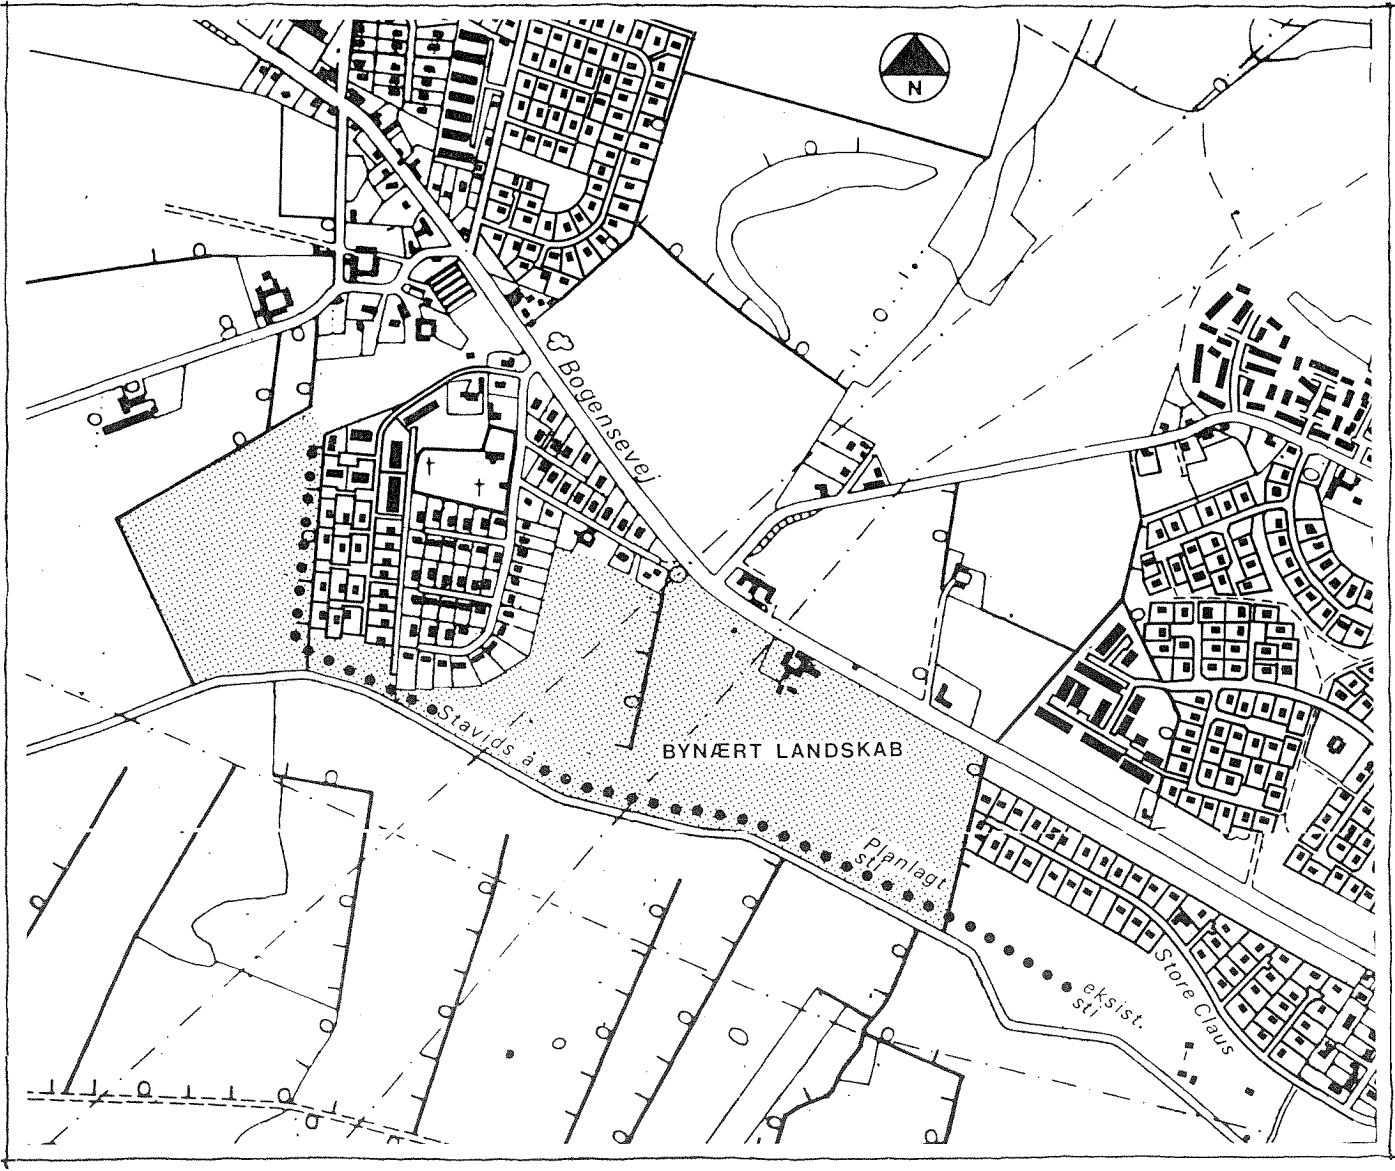 N
Bogensevej
Stavids å
BYNÆRT LANDSKAB
Planlagt
sti
eksist.
sti
Store Claus